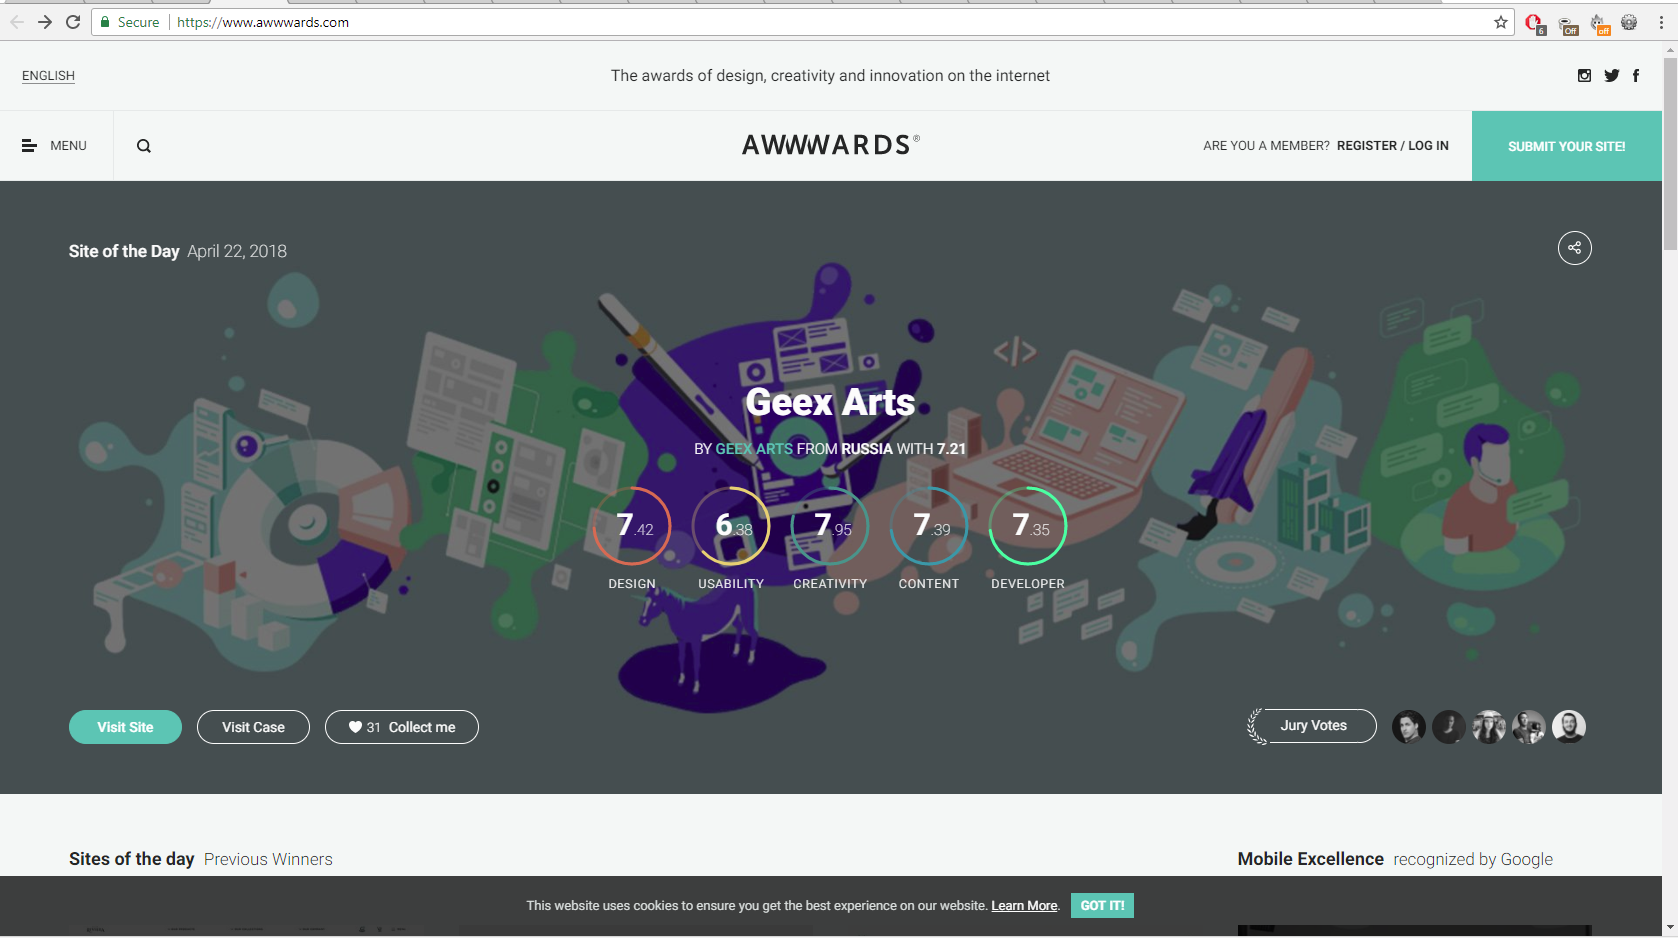 Secure https://www.awwwards.com
6 Off off
ENGLISH
The awards of design, creativity and innovation on the internet
MENU
AWWWARDS®
ARE YOU A MEMBER? REGISTER / LOG IN
SUBMIT YOUR SITE!
Site of the Day April 22, 2018
</>
Geex Arts
BY GEEX ARTS FROM RUSSIA WITH 7.21
7.42 6.38 7.95 7.39 7.35
DESIGN USABILITY CREATIVITY CONTENT DEVELOPER
Visit Site Visit Case 31 Collect me
Jury Votes
Sites of the day Previous Winners
Mobile Excellence recognized by Google
This website uses cookies to ensure you get the best experience on our website. Learn More. GOT IT!